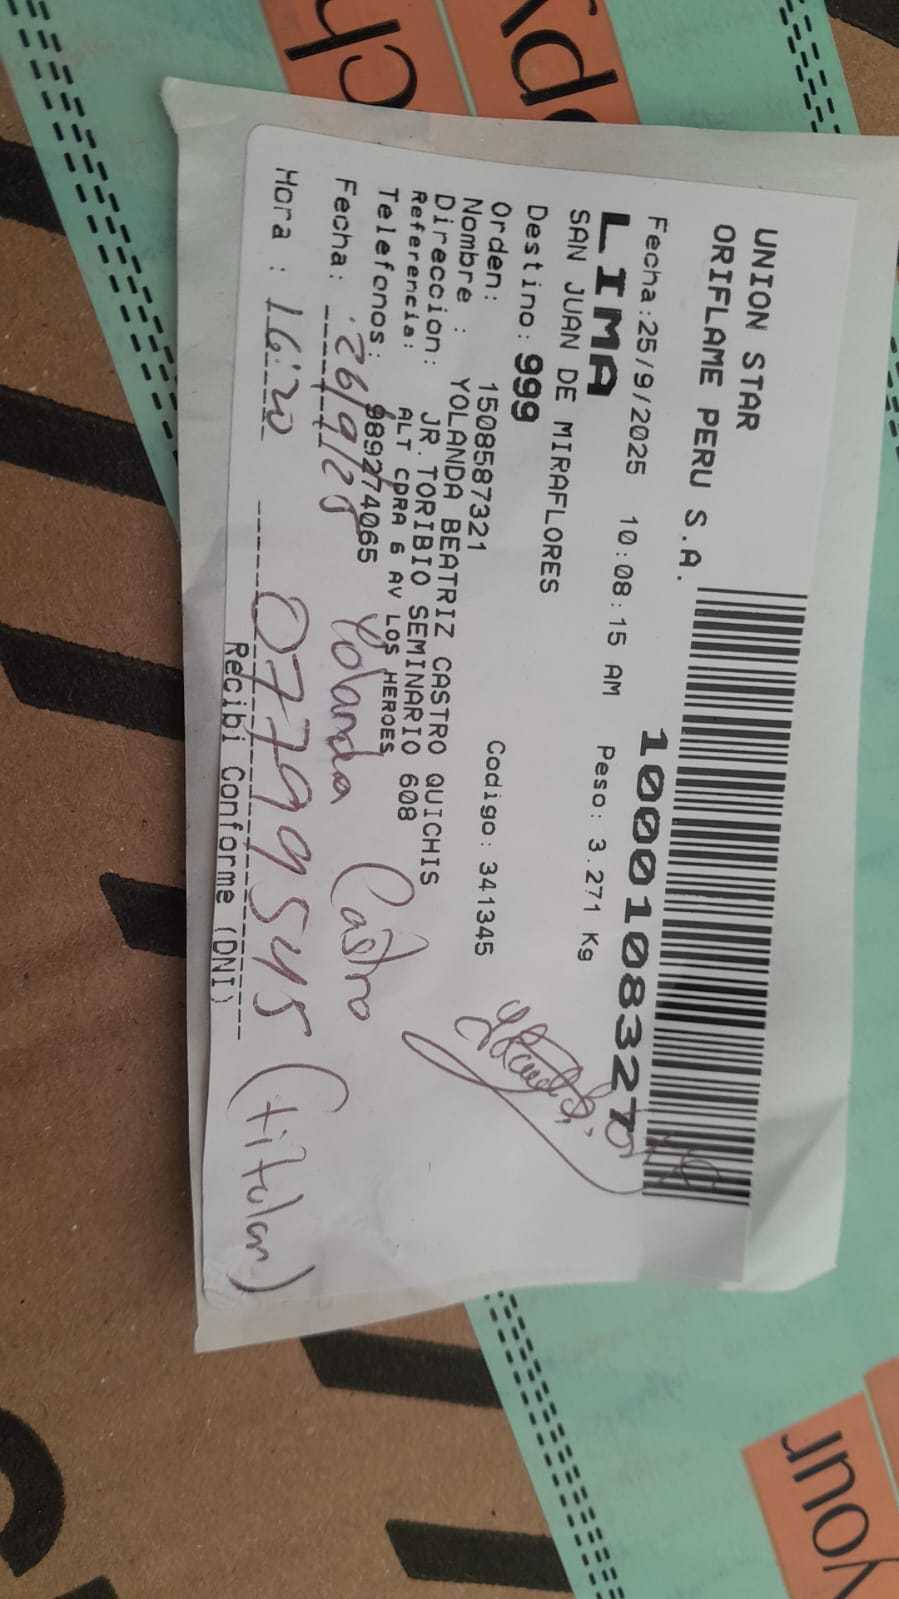 UNION STAR
ORIFLAME PERU S.A.
10001083277
Fecha:25/9/2025 10:08:15 AM Peso: 3.271 Kg
LIMA
SAN JUAN DE MIRAFLORES
Destino: 999
Orden: 1508587321 Codigo: 341345
Nombre : YOLANDA BEATRIZ CASTRO QUICHIS
Direccion: JR.TORIBIO SEMINARIO 608
Referencia: ALT CDRA 6 AV LOS HEROES
Telefonos: 989274065
Fecha: 26/9/25 Yolanda Castro
Hora : 16:20 07799545 (titular)
Recibi Conforme (DNI)
your